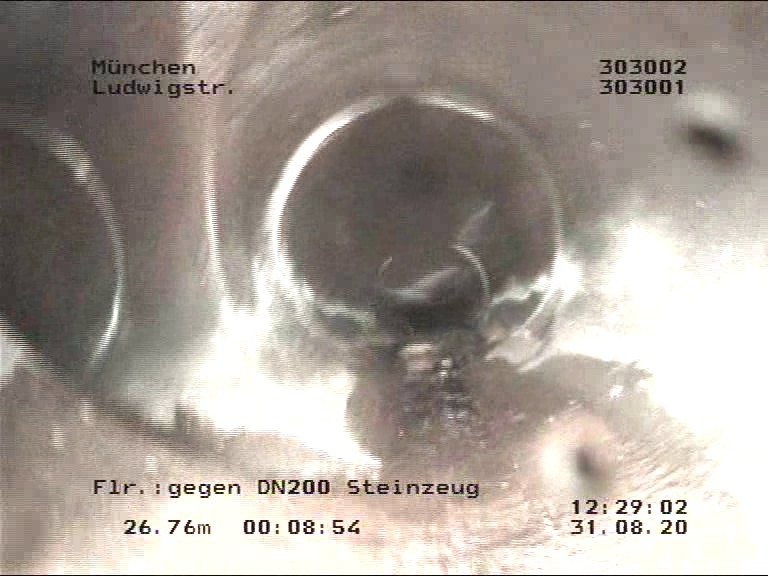 München
Ludwigstr.
303002
303001
Flr.:gegen DN200 Steinzeug
26.76m 00:08:54
12:29:02
31.08.20